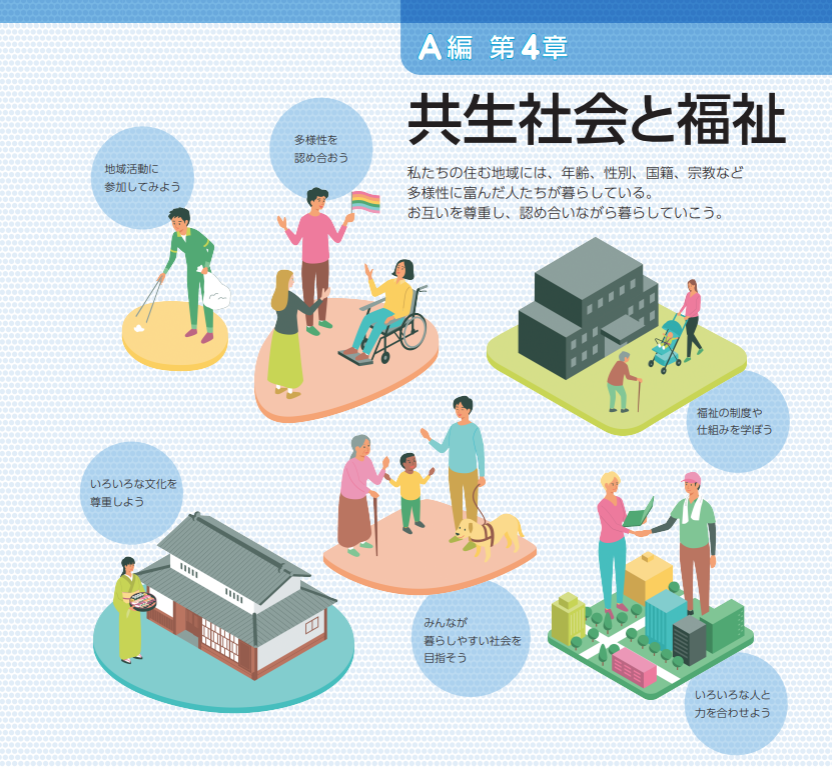 A編 第4章
共生社会と福祉
私たちの住む地域には、年齢、性別、国籍、宗教など
多様性に富んだ人たちが暮らしている。
お互いを尊重し、認め合いながら暮らしていこう。
地域活動に
参加してみよう
多様性を
認め合おう
福祉の制度や
仕組みを学ぼう
いろいろな文化を
尊重しよう
みんなが
暮らしやすい社会を
目指そう
いろいろな人と
力を合わせよう